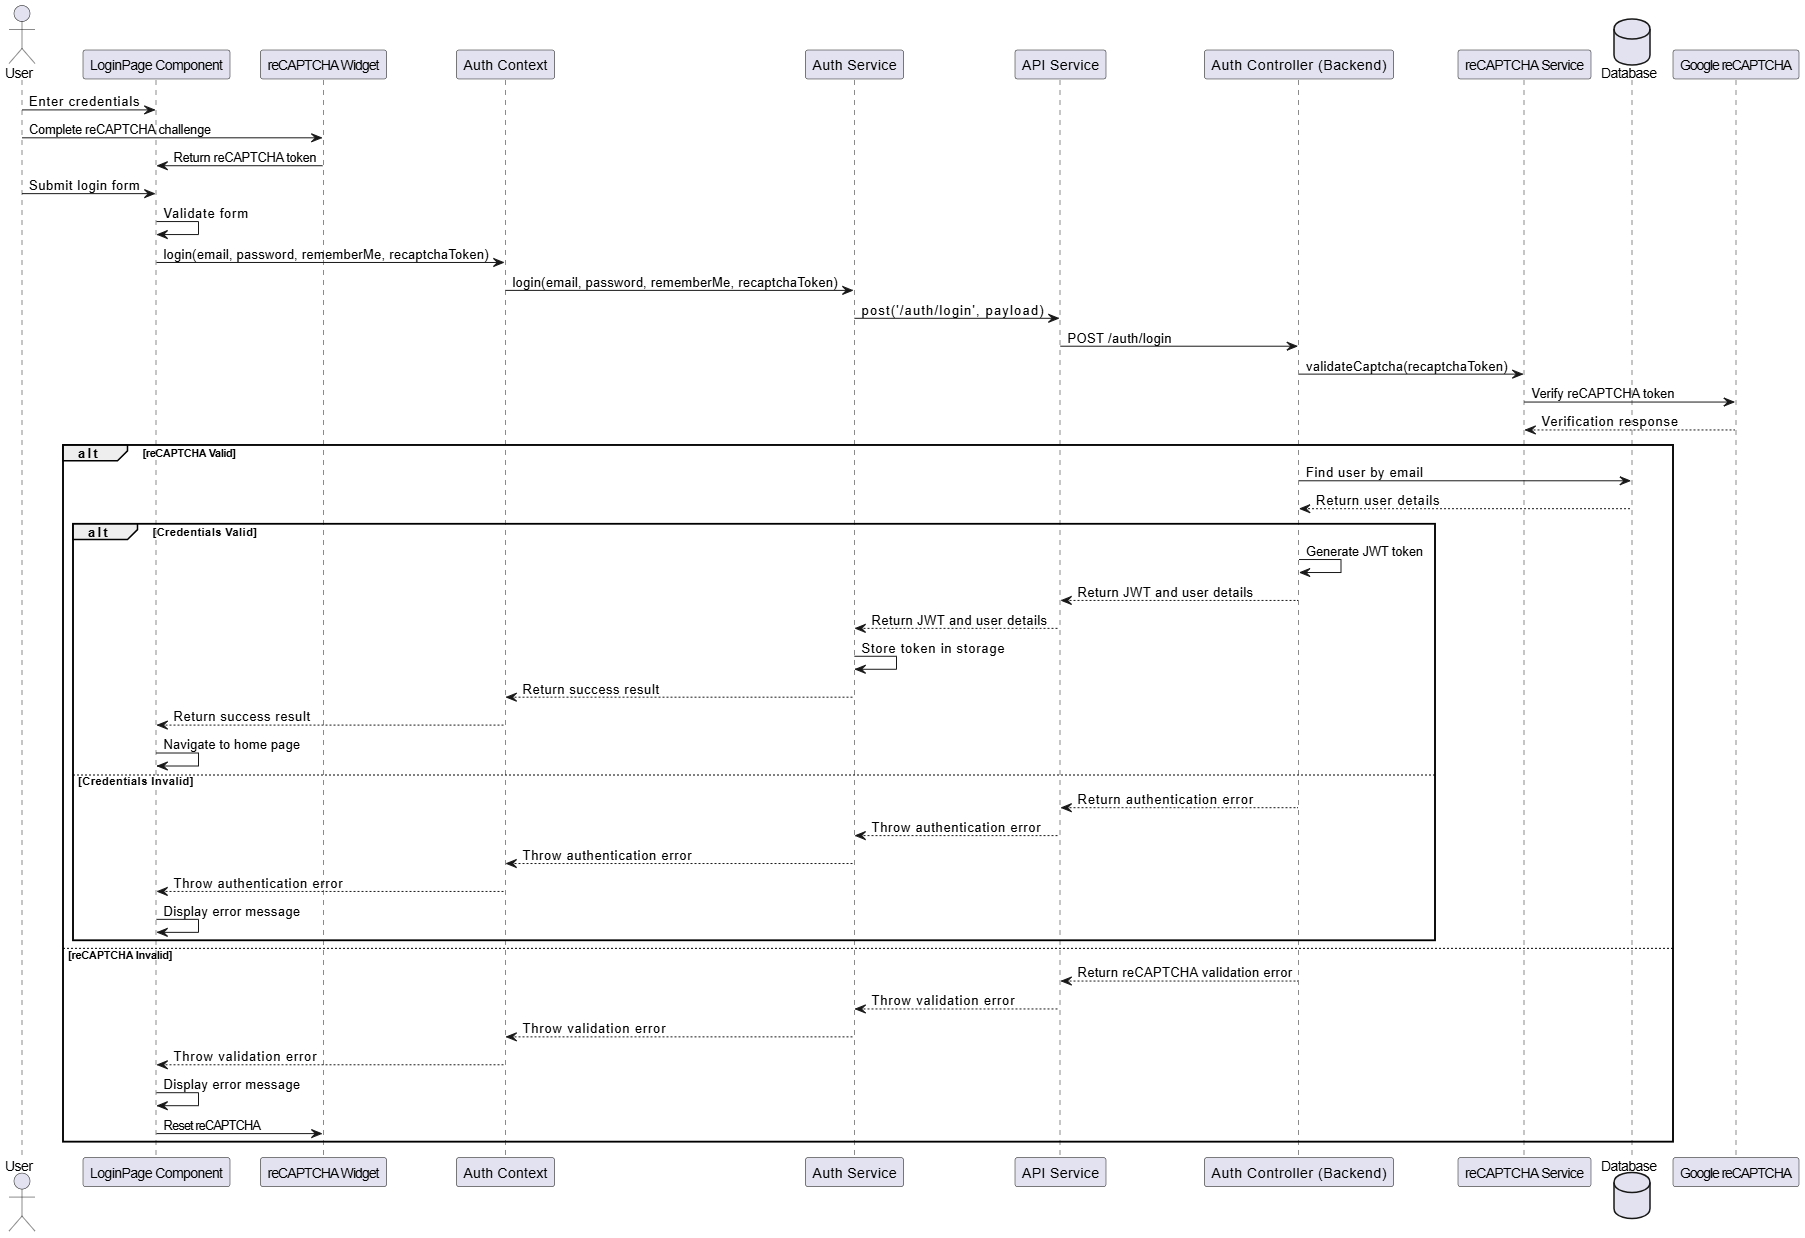 User
LoginPage Component
reCAPTCHA Widget
Auth Context
Auth Service
API Service
Auth Controller (Backend)
reCAPTCHA Service
Database
Google reCAPTCHA
Enter credentials
Complete reCAPTCHA challenge
Return reCAPTCHA token
Submit login form
Validate form
login(email, password, rememberMe, recaptchaToken)
login(email, password, rememberMe, recaptchaToken)
post('/auth/login', payload)
POST /auth/login
validateCaptcha(recaptchaToken)
Verify reCAPTCHA token
Verification response
alt [reCAPTCHA Valid]
Find user by email
Return user details
alt [Credentials Valid]
Generate JWT token
Return JWT and user details
Return JWT and user details
Store token in storage
Return success result
Return success result
Navigate to home page
[Credentials Invalid]
Return authentication error
Throw authentication error
Throw authentication error
Throw authentication error
Display error message
[reCAPTCHA Invalid]
Return reCAPTCHA validation error
Throw validation error
Throw validation error
Throw validation error
Display error message
Reset reCAPTCHA
User
LoginPage Component
reCAPTCHA Widget
Auth Context
Auth Service
API Service
Auth Controller (Backend)
reCAPTCHA Service
Database
Google reCAPTCHA